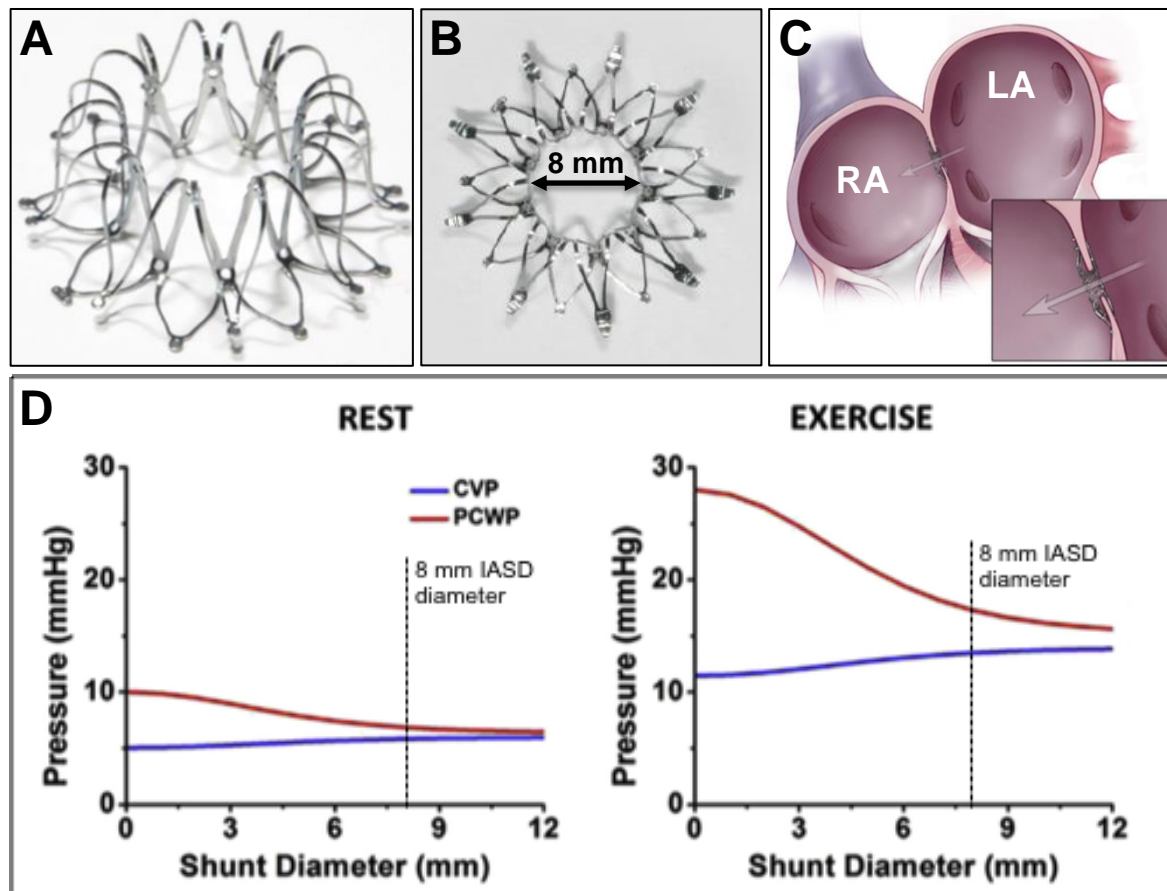 A
B
8 mm
C
LA
RA
D
REST
30
20
10
0
Pressure (mmHg)
CVP
PCWP
8 mm IASD
diameter
0 3 6 9 12
Shunt Diameter (mm)
EXERCISE
30
20
10
0
Pressure (mmHg)
8 mm IASD
diameter
0 3 6 9 12
Shunt Diameter (mm)